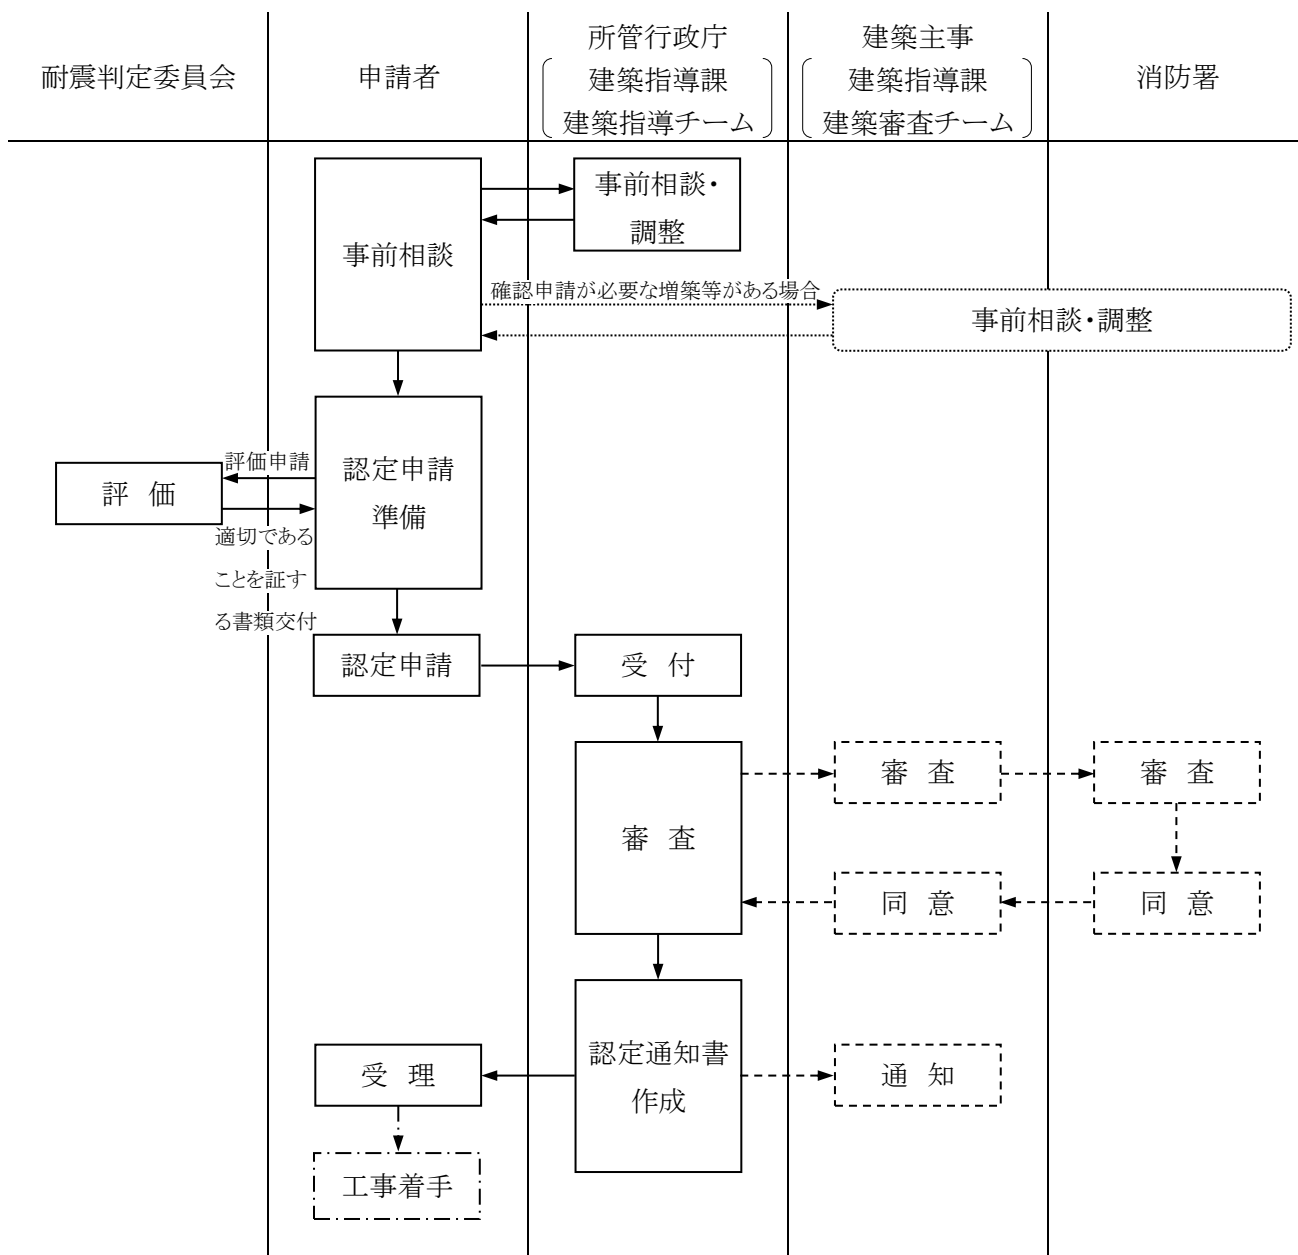 耐震判定委員会
申請者
所管行政庁
建築指導課
建築指導チーム
建築主事
建築指導課
建築審査チーム
消防署
事前相談
事前相談・
調整
確認申請が必要な増築等がある場合
事前相談・調整
認定申請
準備
評価申請
評 価
適切である
ことを証す
る書類交付
認定申請
受 付
審 査
審 査
審 査
同 意
同 意
認定通知書
作成
受 理
通 知
工事着手